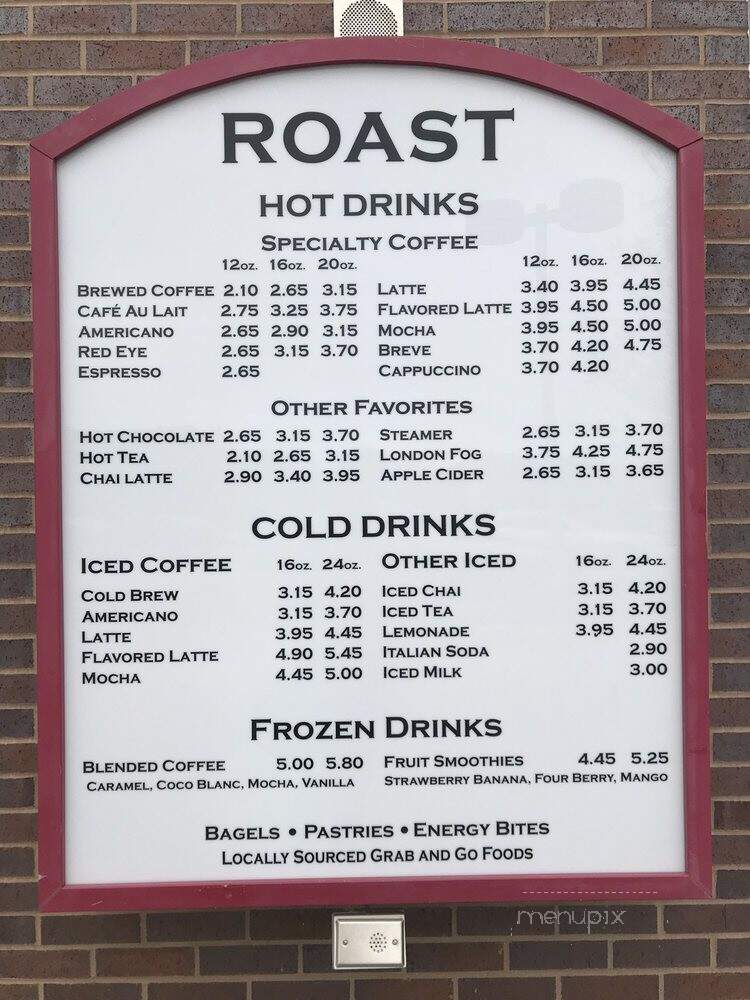 ROAST
HOT DRINKS
SPECIALTY COFFEE
12oz. 16oz. 20oz. 12oz. 16oz. 20oz.
BREWED COFFEE 2.10 2.65 3.15 LATTE 3.40 3.95 4.45
CAFÉ AU LAIT 2.75 3.25 3.75 FLAVORED LATTE 3.95 4.50 5.00
AMERICANO 2.65 2.90 3.15 MOCHA 3.95 4.50 5.00
RED EYE 2.65 3.15 3.70 BREVE 3.70 4.20 4.75
ESPRESSO 2.65 CAPPUCCINO 3.70 4.20
OTHER FAVORITES
HOT CHOCOLATE 2.65 3.15 3.70 STEAMER 2.65 3.15 3.70
HOT TEA 2.10 2.65 3.15 LONDON FOG 3.75 4.25 4.75
CHAI LATTE 2.90 3.40 3.95 APPLE CIDER 2.65 3.15 3.65
COLD DRINKS
ICED COFFEE 16oz. 24oz. OTHER ICED 16oz. 24oz.
COLD BREW 3.15 4.20 ICED CHAI 3.15 4.20
AMERICANO 3.15 3.70 ICED TEA 3.15 3.70
LATTE 3.95 4.45 LEMONADE 3.95 4.45
FLAVORED LATTE 4.90 5.45 ITALIAN SODA 2.90
MOCHA 4.45 5.00 ICED MILK 3.00
FROZEN DRINKS
BLENDED COFFEE 5.00 5.80 FRUIT SMOOTHIES 4.45 5.25
CARAMEL, COCO BLANC, MOCHA, VANILLA STRAWBERRY BANANA, FOUR BERRY, MANGO
BAGELS • PASTRIES • ENERGY BITES
LOCALLY SOURCED GRAB AND GO FOODS
menupix